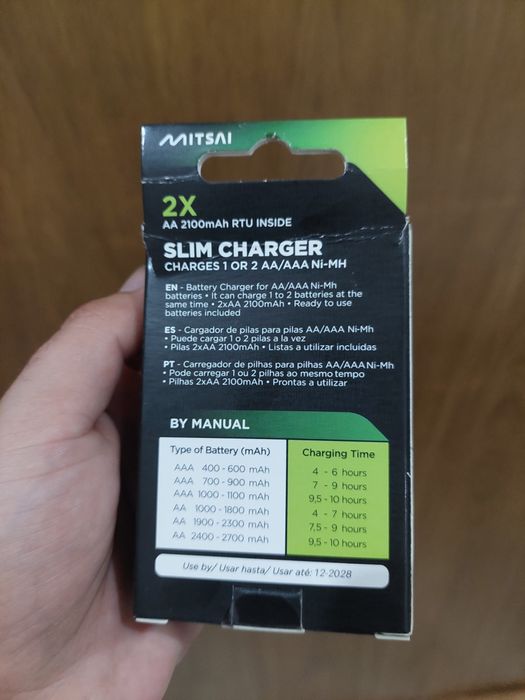 MITSAI
2X
AA 2100mAh RTU INSIDE
SLIM CHARGER
CHARGES 1 OR 2 AA/AAA Ni-MH
EN - Battery Charger for AA/AAA Ni-Mh
batteries • It can charge 1 to 2 batteries at the
same time • 2xAA 2100mAh • Ready to use
batteries included
ES - Cargador de pilas para pilas AA/AAA Ni-Mh
• Puede cargar 1 o 2 pilas a la vez
• Pilas 2xAA 2100mAh • Listas a utilizar incluidas
PT - Carregador de pilhas para pilhas AA/AAA Ni-Mh
• Pode carregar 1 ou 2 pilhas ao mesmo tempo
• Pilhas 2xAA 2100mAh • Prontas a utilizar
BY MANUAL
Type of Battery (mAh) Charging Time
AAA 400 - 600 mAh 4 - 6 hours
AAA 700 - 900 mAh 7 - 9 hours
AAA 1000 - 1100 mAh 9,5 - 10 hours
AA 1000 - 1800 mAh 4 - 7 hours
AA 1900 - 2300 mAh 7,5 - 9 hours
AA 2400 - 2700 mAh 9,5 - 10 hours
Use by/ Usar hasta/ Usar até: 12-2028